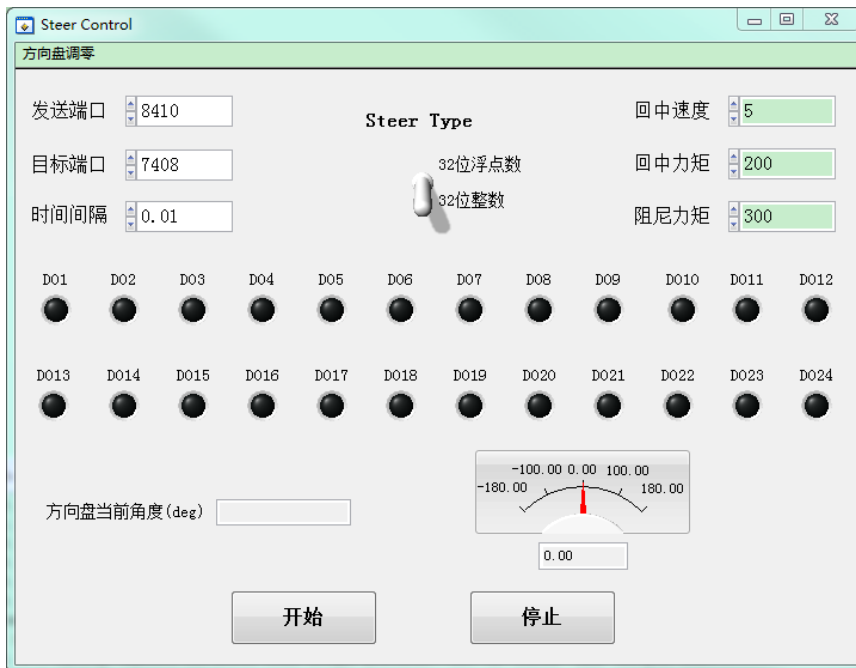 Steer Control
方向盘调零
发送端口 8410
Steer Type
回中速度 5
目标端口 7408
32位浮点数
回中力矩 200
32位整数
时间间隔 0.01
阻尼力矩 300
DO1 DO2 DO3 DO4 DO5 DO6 DO7 DO8 DO9 DO10 DO11 DO12
DO13 DO14 DO15 DO16 DO17 DO18 DO19 DO20 DO21 DO22 DO23 DO24
-100.00 0.00 100.00
-180.00 180.00
方向盘当前角度(deg)
0.00
开始 停止